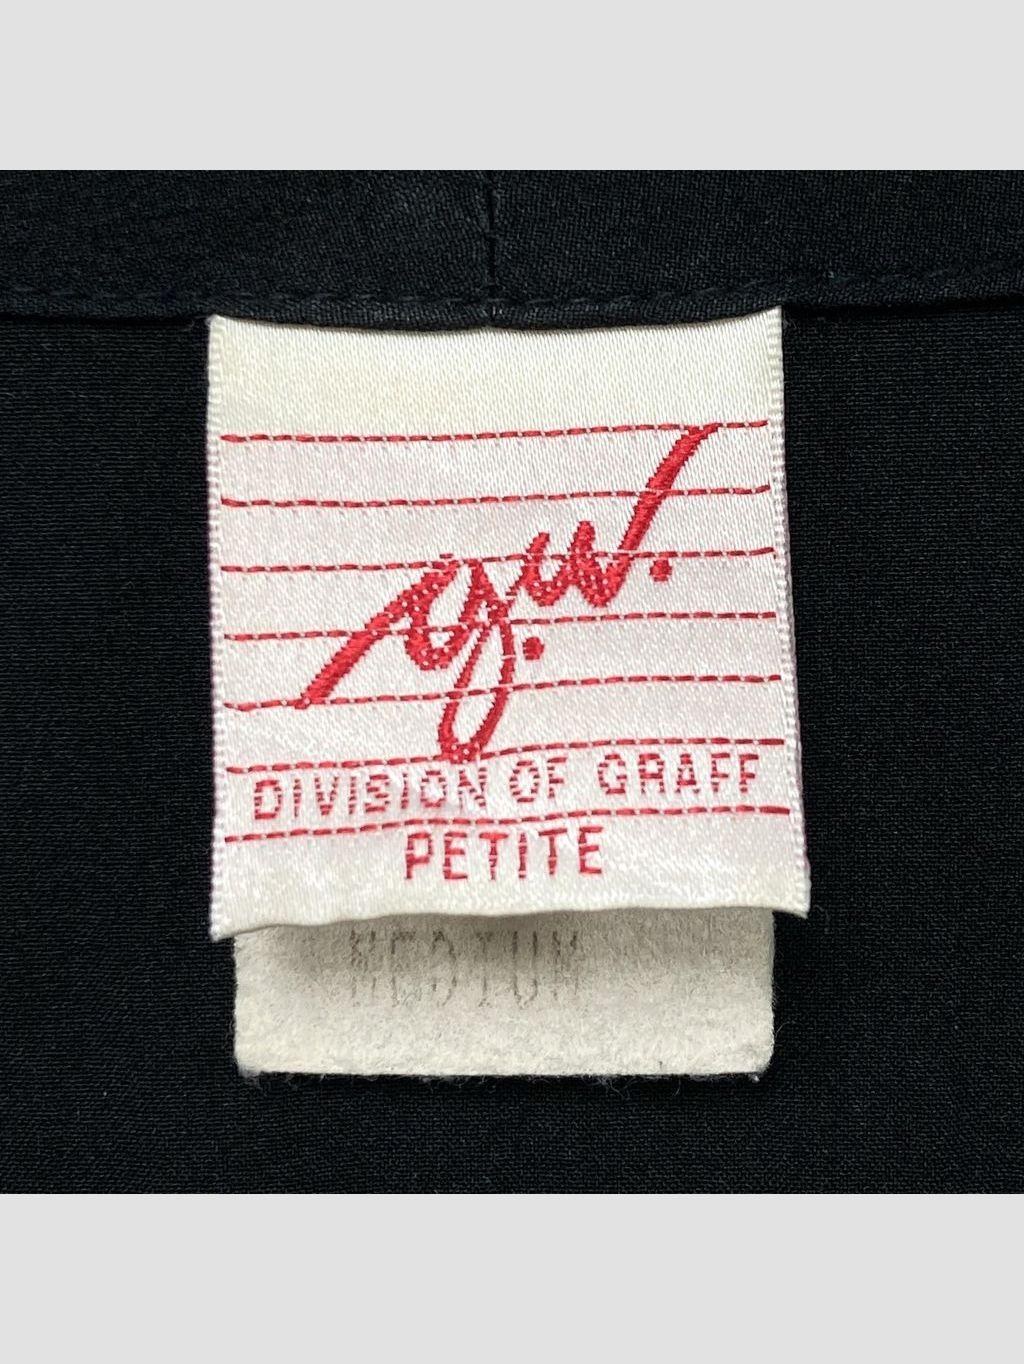 g.w.
DIVISION OF GRAFF
PETITE
MEDIUM